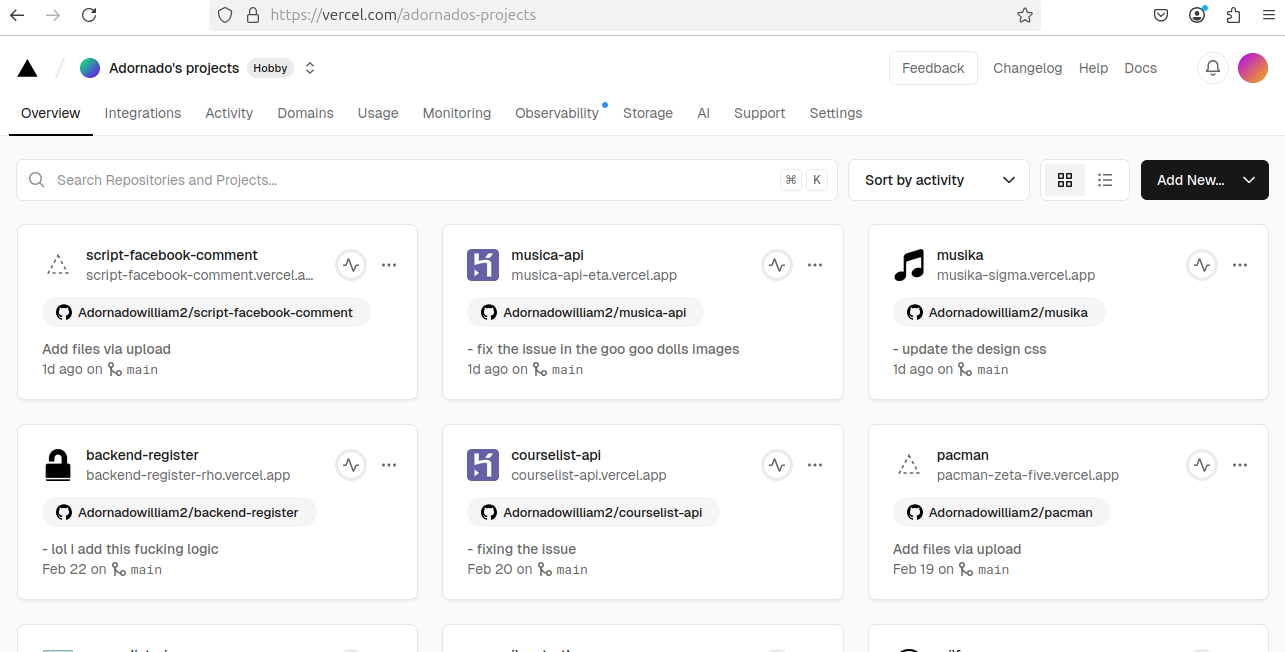 https://vercel.com/adornados-projects
Adornado's projects Hobby
Feedback Changelog Help Docs
Overview Integrations Activity Domains Usage Monitoring Observability Storage AI Support Settings
Search Repositories and Projects... ⌘ K Sort by activity Add New...
script-facebook-comment
script-facebook-comment.vercel.a...
Adornadowilliam2/script-facebook-comment
Add files via upload
1d ago on main
musica-api
musica-api-eta.vercel.app
Adornadowilliam2/musica-api
- fix the issue in the goo goo dolls images
1d ago on main
musika
musika-sigma.vercel.app
Adornadowilliam2/musika
- update the design css
1d ago on main
backend-register
backend-register-rho.vercel.app
Adornadowilliam2/backend-register
- lol i add this fucking logic
Feb 22 on main
courselist-api
courselist-api.vercel.app
Adornadowilliam2/courselist-api
- fixing the issue
Feb 20 on main
pacman
pacman-zeta-five.vercel.app
Adornadowilliam2/pacman
Add files via upload
Feb 19 on main